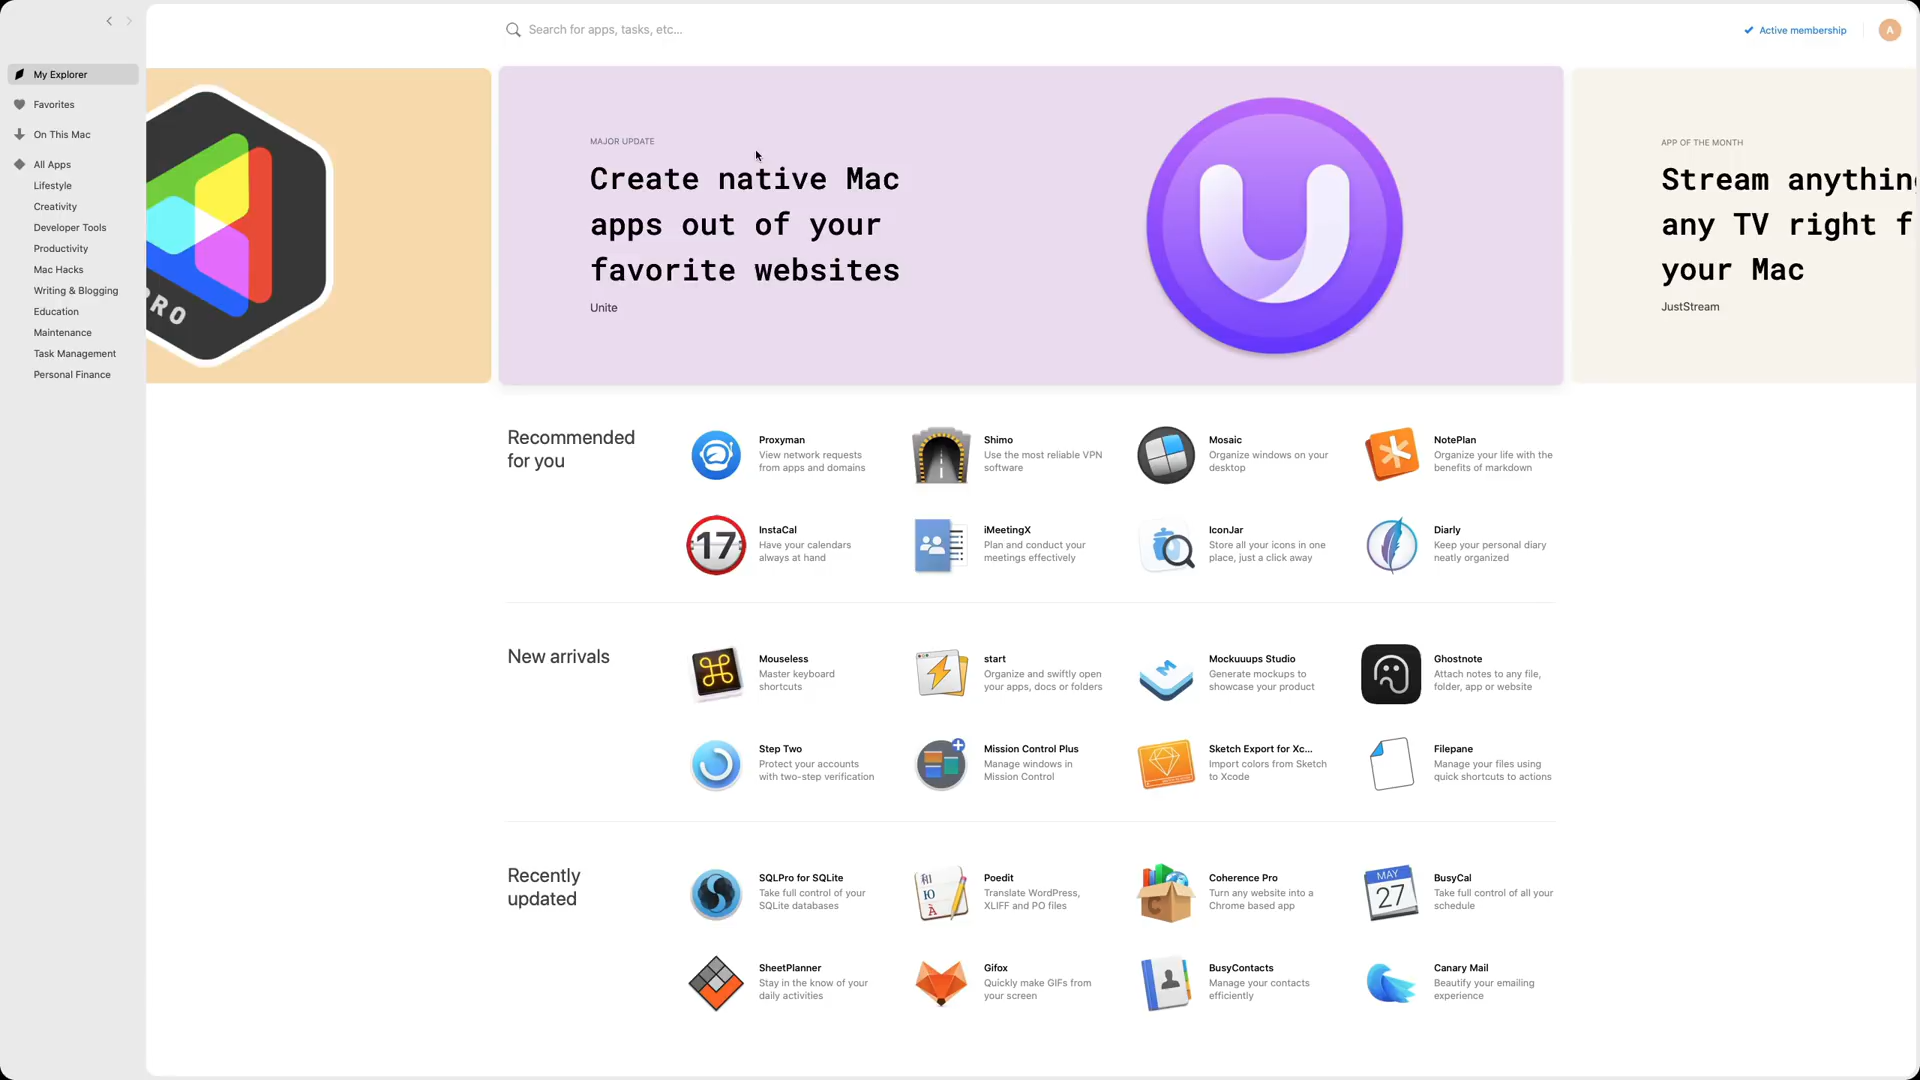 Search for apps, tasks, etc...
Active membership
A
My Explorer
Favorites
On This Mac
All Apps
Lifestyle
Creativity
Developer Tools
Productivity
Mac Hacks
Writing & Blogging
Education
Maintenance
Task Management
Personal Finance
PRO
MAJOR UPDATE
Create native Mac
apps out of your
favorite websites
Unite
APP OF THE MONTH
Stream anything
any TV right f
your Mac
JustStream
Recommended
for you
Proxyman
View network requests
from apps and domains
Shimo
Use the most reliable VPN
software
Mosaic
Organize windows on your
desktop
NotePlan
Organize your life with the
benefits of markdown
17
InstaCal
Have your calendars
always at hand
iMeetingX
Plan and conduct your
meetings effectively
IconJar
Store all your icons in one
place, just a click away
Diarly
Keep your personal diary
neatly organized
New arrivals
Mouseless
Master keyboard
shortcuts
start
Organize and swiftly open
your apps, docs or folders
M
Mockuuups Studio
Generate mockups to
showcase your product
Ghostnote
Attach notes to any file,
folder, app or website
Step Two
Protect your accounts
with two-step verification
Mission Control Plus
Manage windows in
Mission Control
Sketch Export for Xc...
Import colors from Sketch
to Xcode
Filepane
Manage your files using
quick shortcuts to actions
Recently
updated
SQLPro for SQLite
Take full control of your
SQLite databases
Ю
Poedit
Translate WordPress,
XLIFF and PO files
C
Coherence Pro
Turn any website into a
Chrome based app
MAY
27
BusyCal
Take full control of all your
schedule
SheetPlanner
Stay in the know of your
daily activities
Gifox
Quickly make GIFs from
your screen
BusyContacts
Manage your contacts
efficiently
Canary Mail
Beautify your emailing
experience